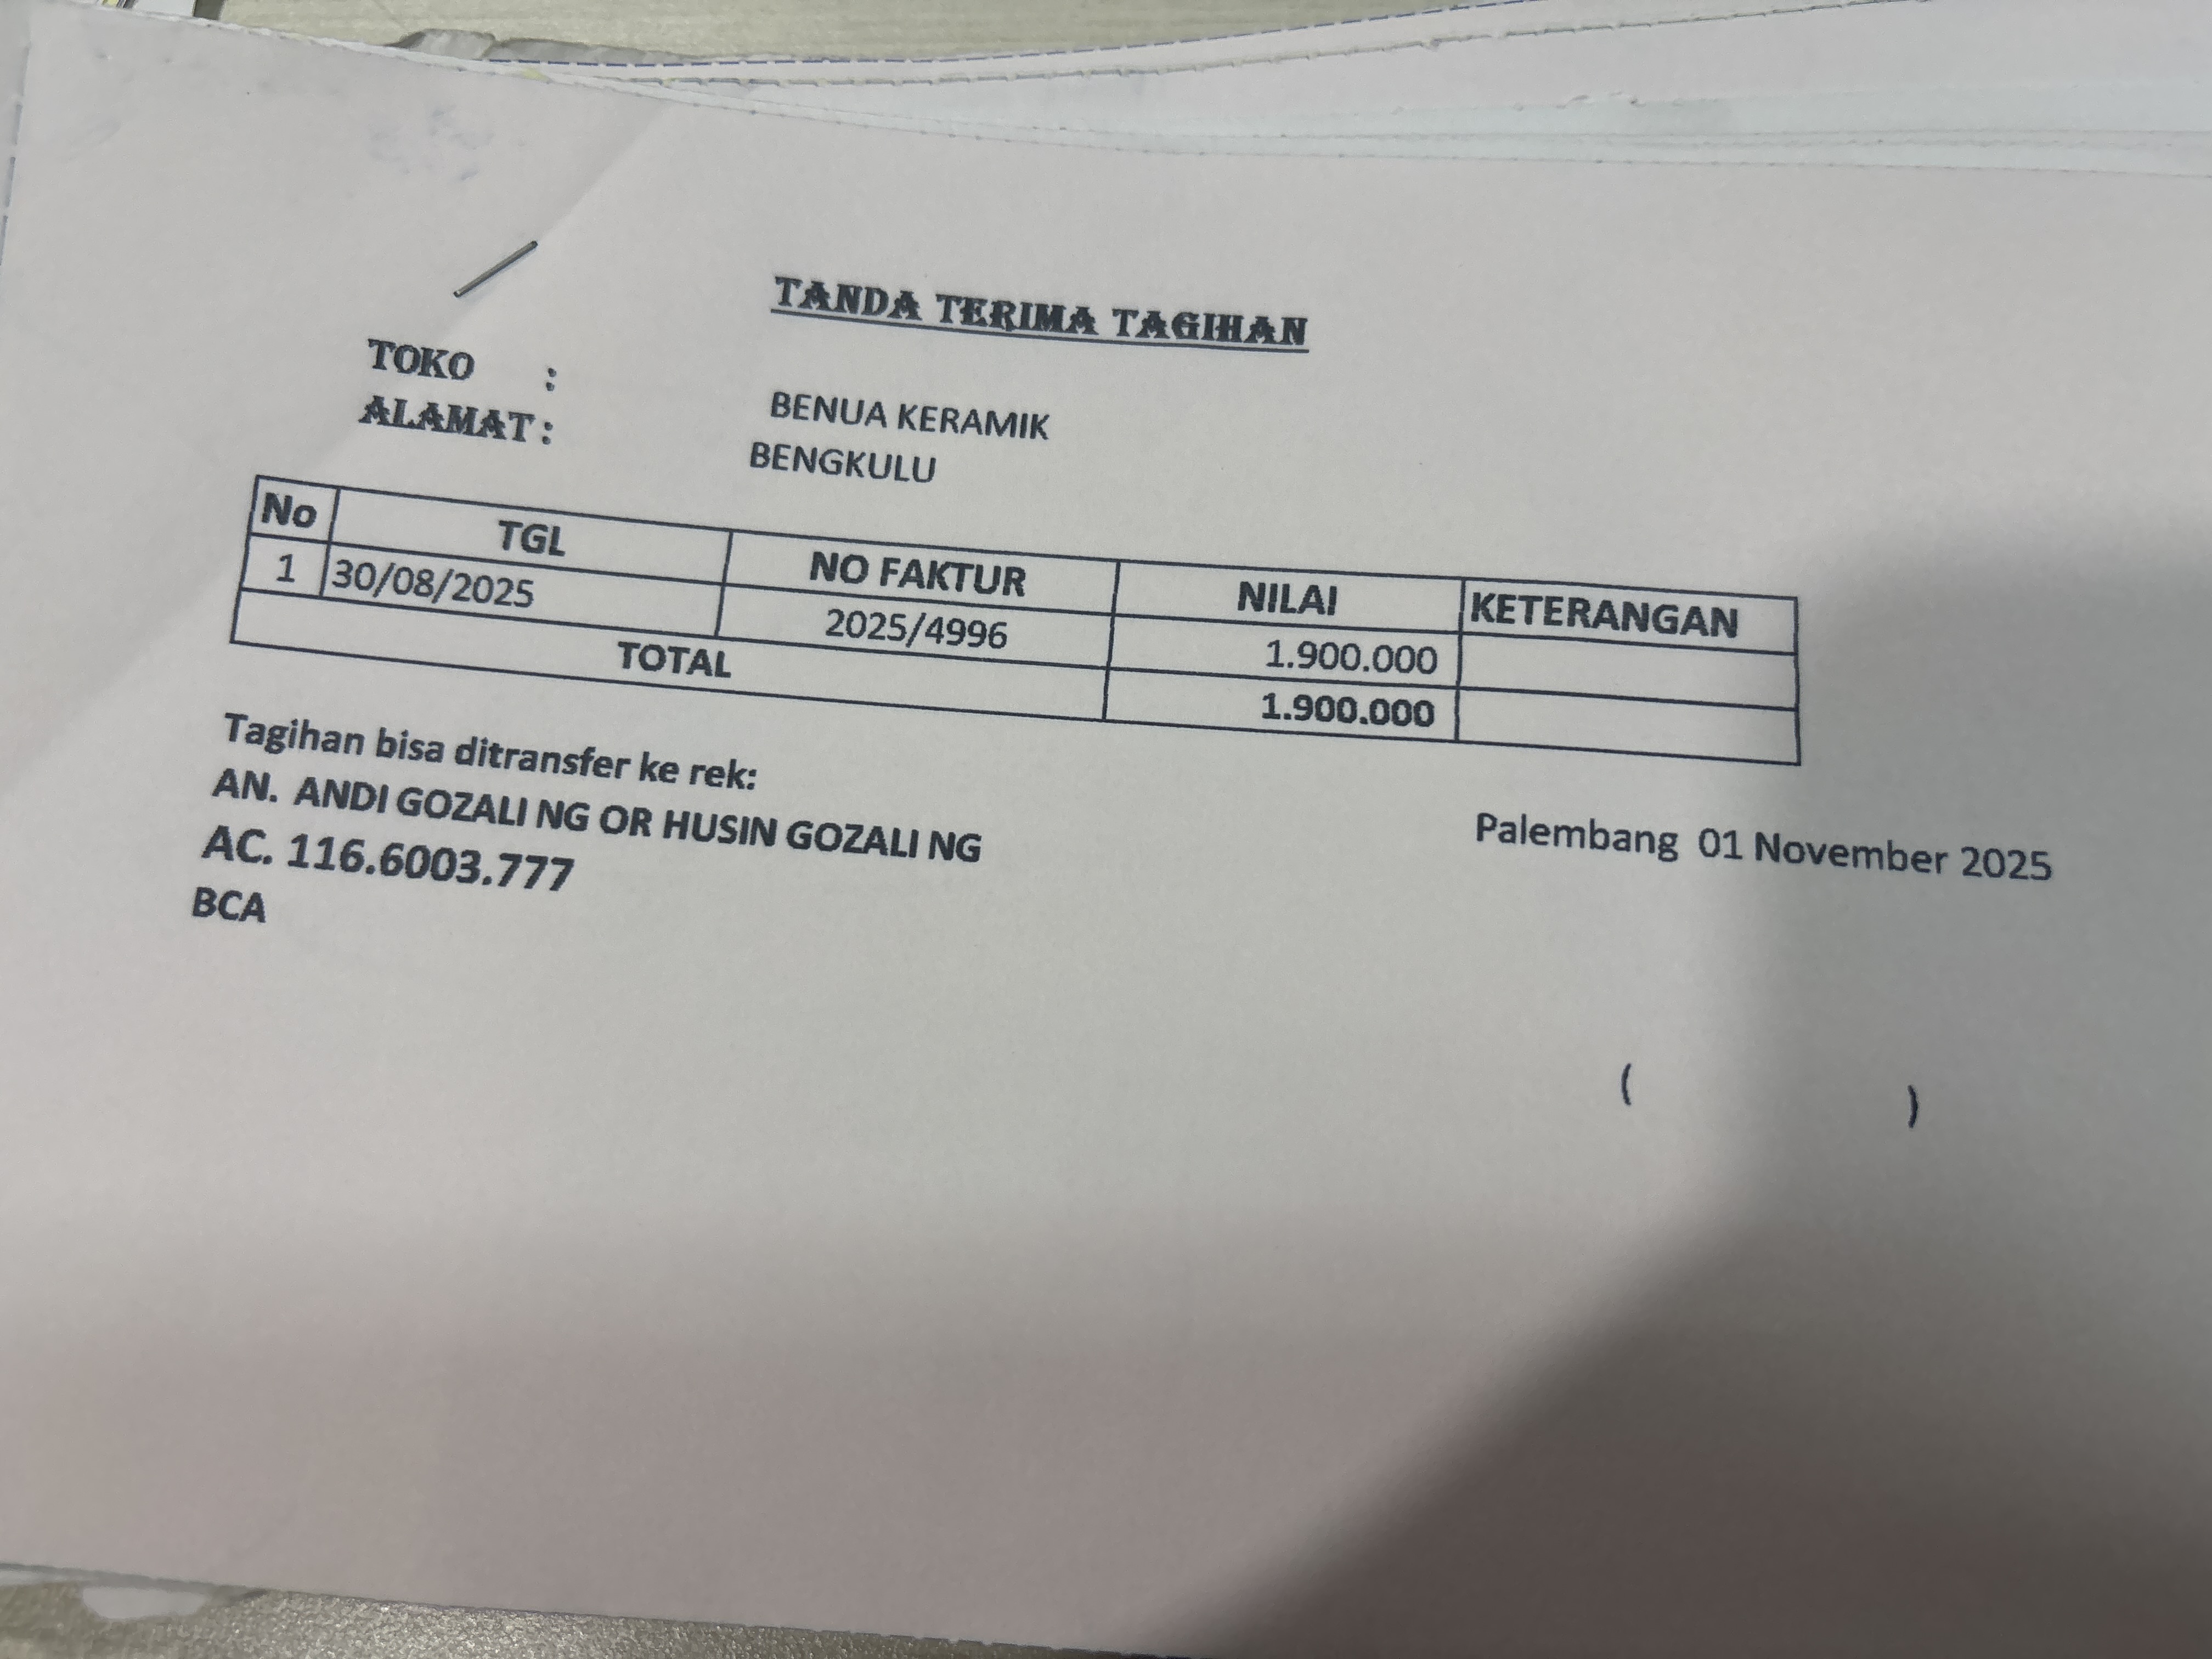 TANDA TERIMA TAGIHAN
TOKO : BENUA KERAMIK
ALAMAT : BENGKULU
No TGL NO FAKTUR NILAI KETERANGAN
1 30/08/2025 2025/4996 1.900.000
TOTAL 1.900.000
Tagihan bisa ditransfer ke rek:
AN. ANDI GOZALI NG OR HUSIN GOZALI NG
AC. 116.6003.777
BCA
Palembang 01 November 2025
( )